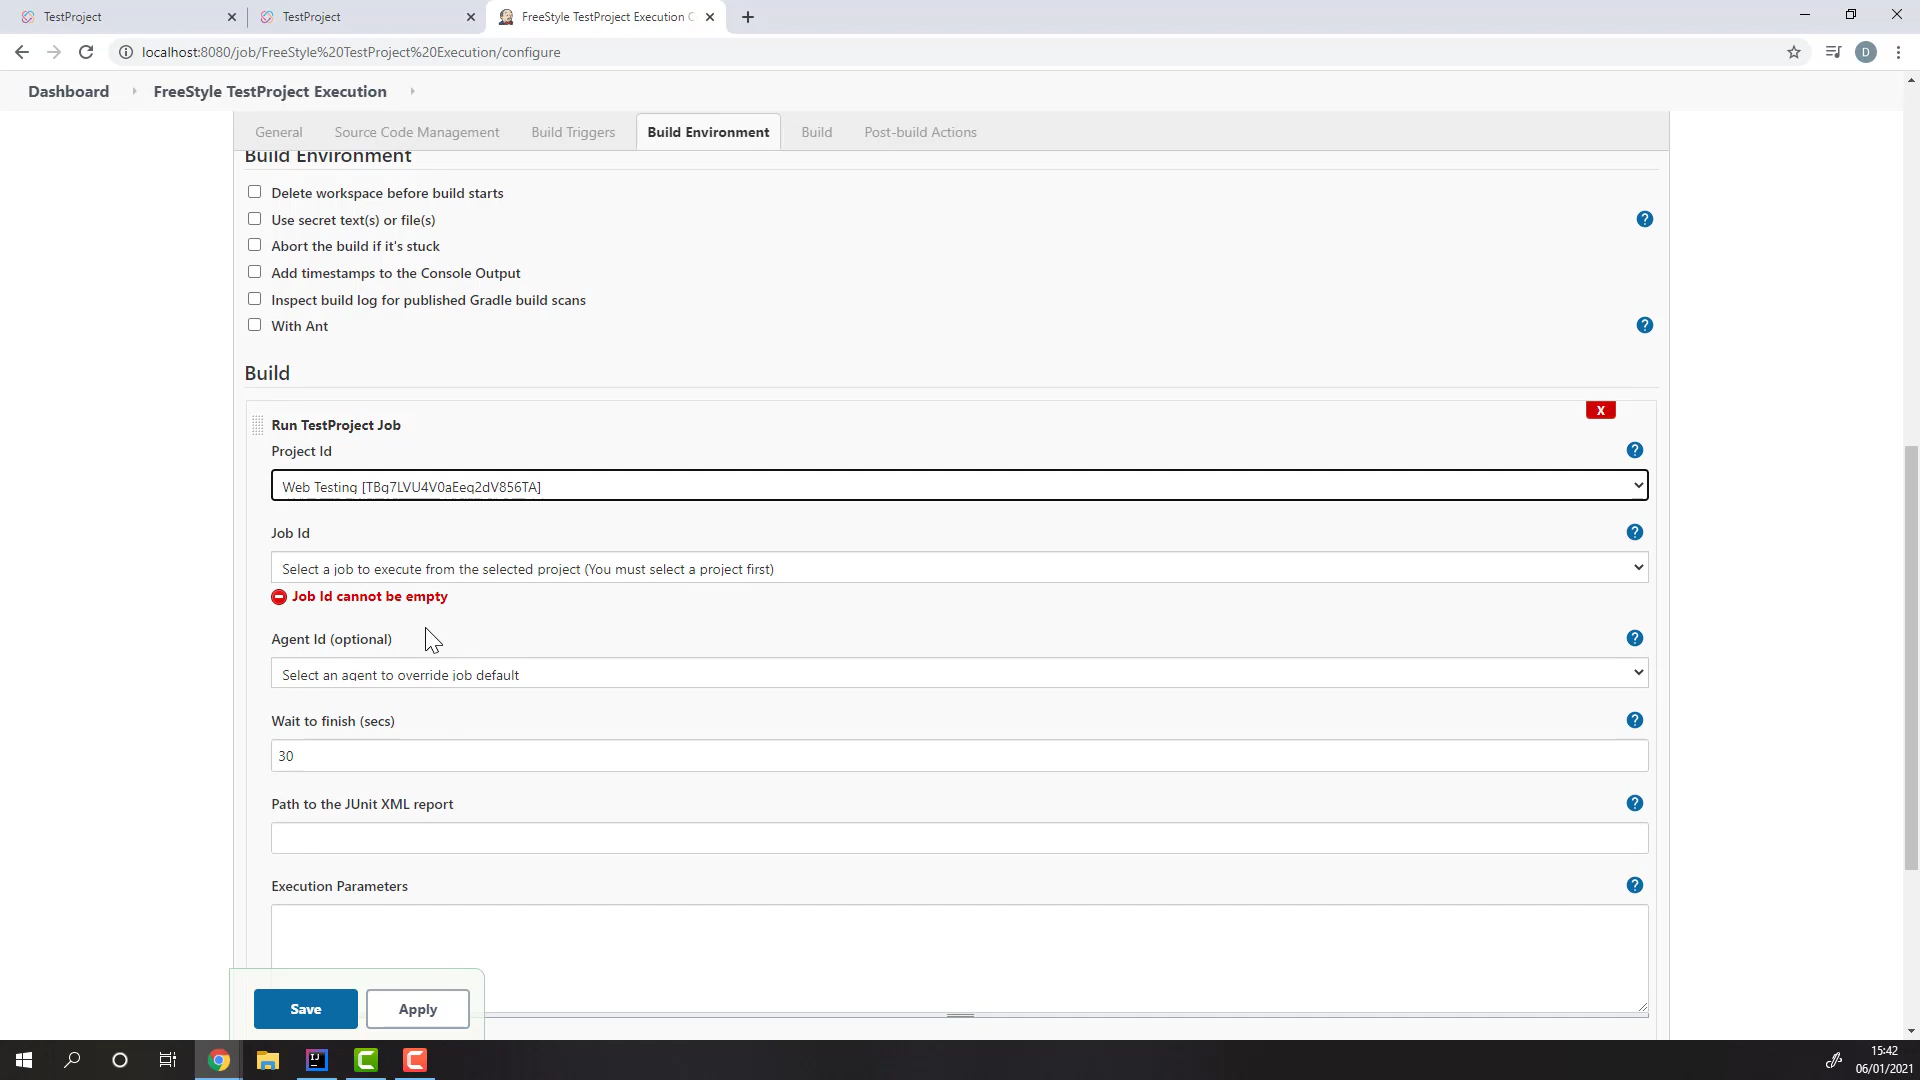 TestProject
TestProject
FreeStyle TestProject Execution C
localhost:8080/job/FreeStyle%20TestProject%20Execution/configure
D
Dashboard
FreeStyle TestProject Execution
General
Source Code Management
Build Triggers
Build Environment
Build
Post-build Actions
Build Environment
Delete workspace before build starts
Use secret text(s) or file(s)
?
Abort the build if it's stuck
Add timestamps to the Console Output
Inspect build log for published Gradle build scans
With Ant
?
Build
X
Run TestProject Job
Project Id
?
Web Testing [TBq7LVU4V0aEeq2dV856TA]
Job Id
?
Select a job to execute from the selected project (You must select a project first)
Job Id cannot be empty
Agent Id (optional)
?
Select an agent to override job default
Wait to finish (secs)
?
30
Path to the JUnit XML report
?
Execution Parameters
?
Save
Apply
IJ
15:42
06/01/2021